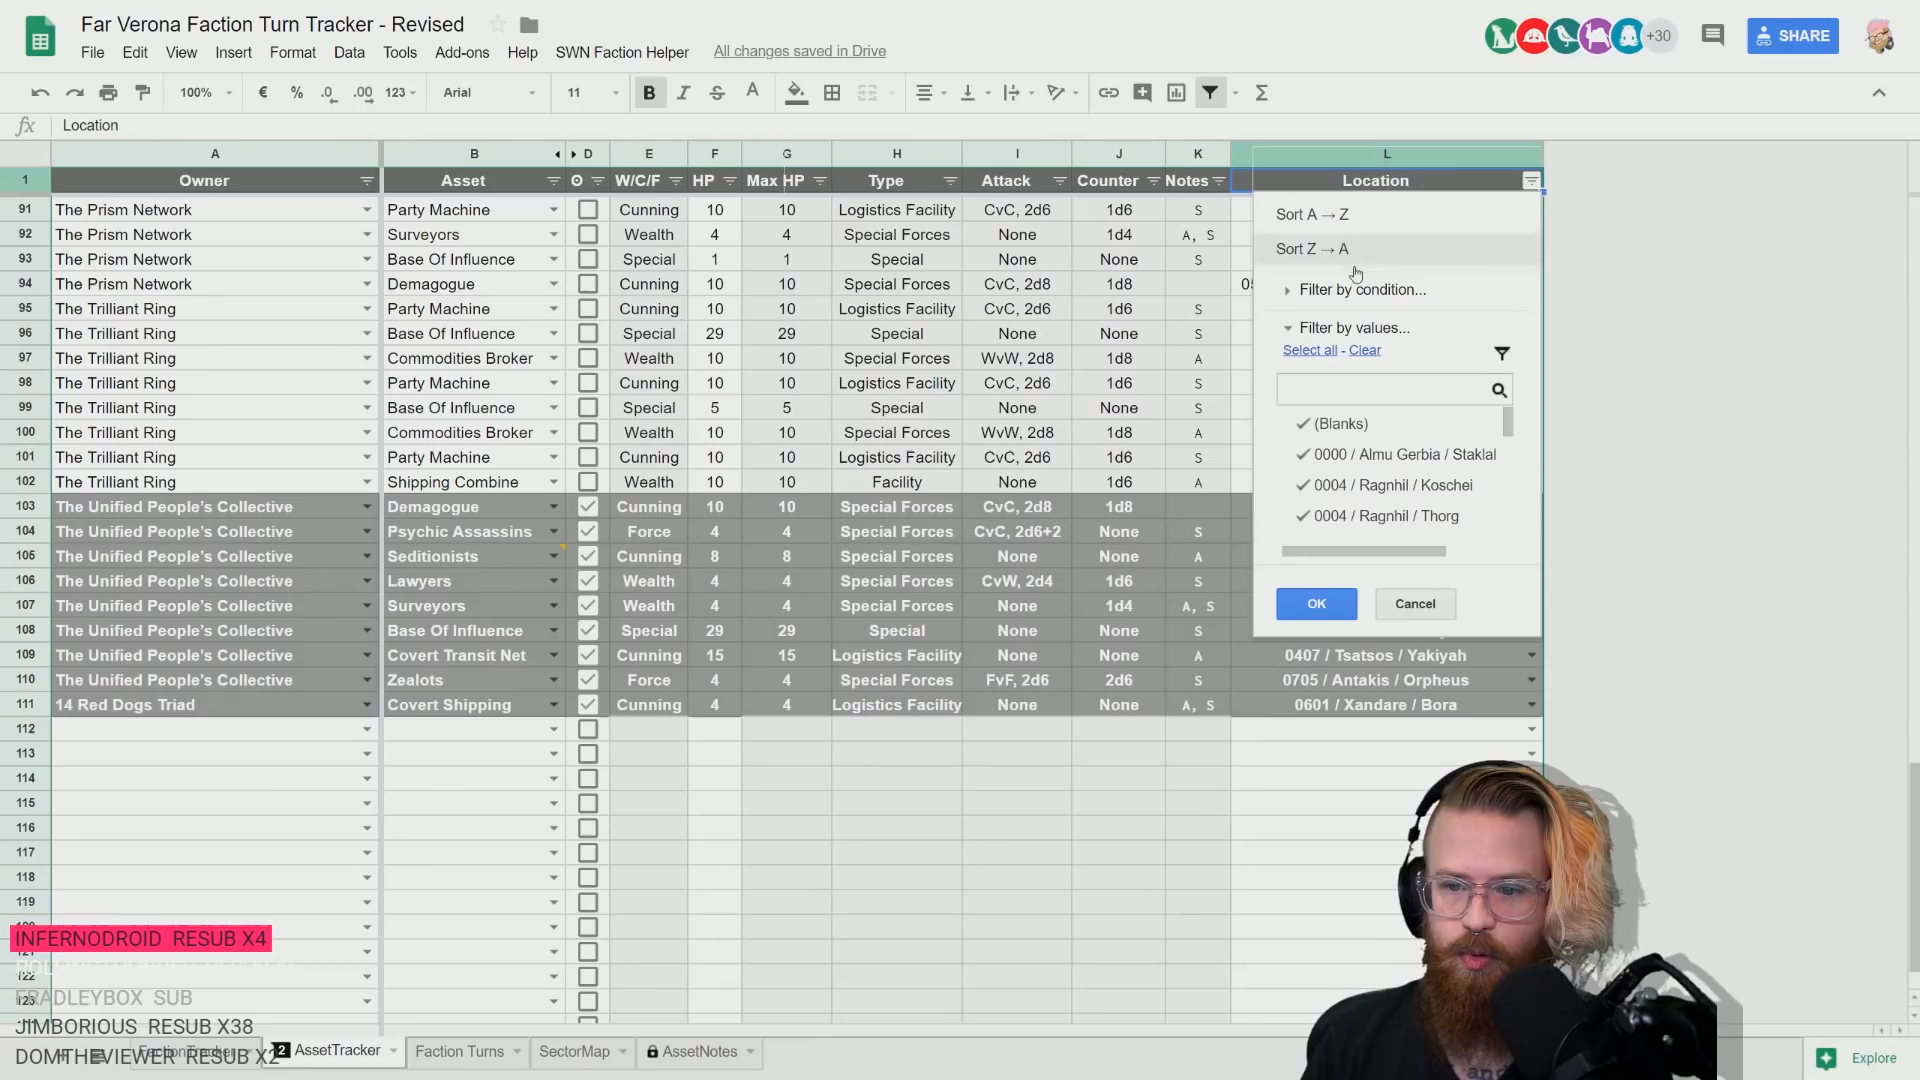 Far Verona Faction Turn Tracker - Revised
+30
SHARE
File Edit View Insert Format Data Tools Add-ons Help SWN Faction Helper All changes saved in Drive
100% € % .0 .00 123 Arial 11 B I S A Σ
fx Location
A B D E F G H I J K L
1 Owner Asset ʘ W/C/F HP Max HP Type Attack Counter Notes Location
91 The Prism Network Party Machine Cunning 10 10 Logistics Facility CvC, 2d6 1d6 S
92 The Prism Network Surveyors Wealth 4 4 Special Forces None 1d4 A, S
93 The Prism Network Base Of Influence Special 1 1 Special None None S
94 The Prism Network Demagogue Cunning 10 10 Special Forces CvC, 2d8 1d8
95 The Trilliant Ring Party Machine Cunning 10 10 Logistics Facility CvC, 2d6 1d6 S
96 The Trilliant Ring Base Of Influence Special 29 29 Special None None S
97 The Trilliant Ring Commodities Broker Wealth 10 10 Special Forces WvW, 2d8 1d8 A
98 The Trilliant Ring Party Machine Cunning 10 10 Logistics Facility CvC, 2d6 1d6 S
99 The Trilliant Ring Base Of Influence Special 5 5 Special None None S
100 The Trilliant Ring Commodities Broker Wealth 10 10 Special Forces WvW, 2d8 1d8 A
101 The Trilliant Ring Party Machine Cunning 10 10 Logistics Facility CvC, 2d6 1d6 S
102 The Trilliant Ring Shipping Combine Wealth 10 10 Facility None 1d6 A
103 The Unified People's Collective Demagogue Cunning 10 10 Special Forces CvC, 2d8 1d8
104 The Unified People's Collective Psychic Assassins Force 4 4 Special Forces CvC, 2d6+2 None S
105 The Unified People's Collective Seditionists Cunning 8 8 Special Forces None None A
106 The Unified People's Collective Lawyers Wealth 4 4 Special Forces CvW, 2d4 1d6 S
107 The Unified People's Collective Surveyors Wealth 4 4 Special Forces None 1d4 A, S
108 The Unified People's Collective Base Of Influence Special 29 29 Special None None S
109 The Unified People's Collective Covert Transit Net Cunning 15 15 Logistics Facility None None A 0407 / Tsatsos / Yakiyah
110 The Unified People's Collective Zealots Force 4 4 Special Forces FvF, 2d6 2d6 S 0705 / Antakis / Orpheus
111 14 Red Dogs Triad Covert Shipping Cunning 4 4 Logistics Facility None None A, S 0601 / Xandare / Bora
112
113
114
115
116
117
118
119
122
123
Sort A → Z
Sort Z → A
Filter by condition...
Filter by values...
Select all - Clear
(Blanks)
0000 / Almu Gerbia / Staklal
0004 / Ragnhil / Koschei
0004 / Ragnhil / Thorg
OK Cancel
INFERNODROID RESUB X4
FRADLEYBOX SUB
JIMBORIOUS RESUB X38
DOMTHEVIEWER RESUB X2
FactionTracker 2 AssetTracker Faction Turns SectorMap AssetNotes
Explore